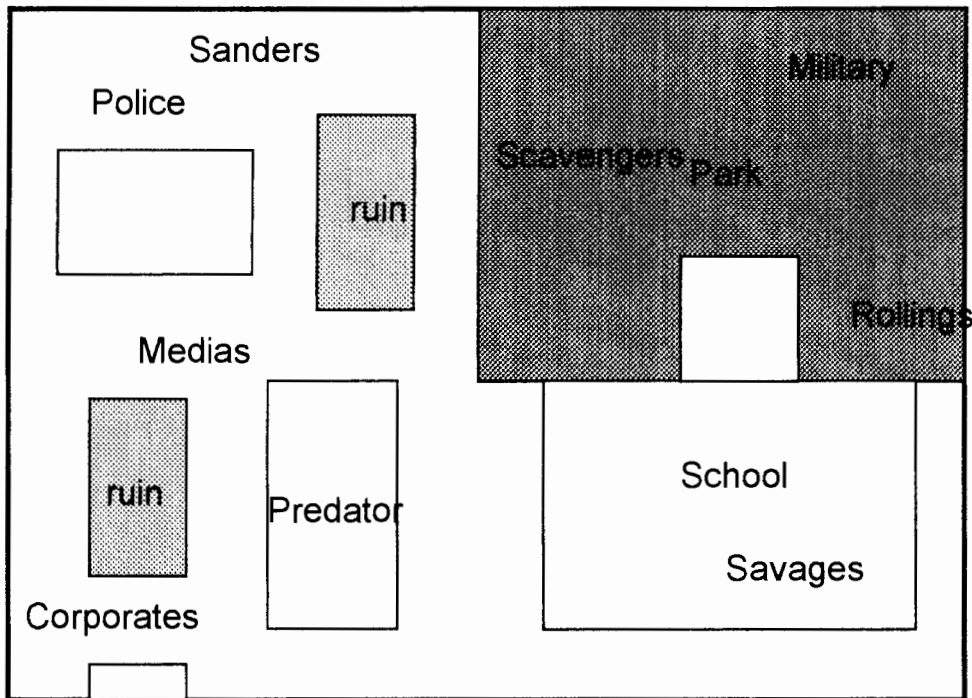 Sanders
Military
Police
Scavengers
Park
ruin
Rollings
Medias
School
ruin
Predator
Savages
Corporates